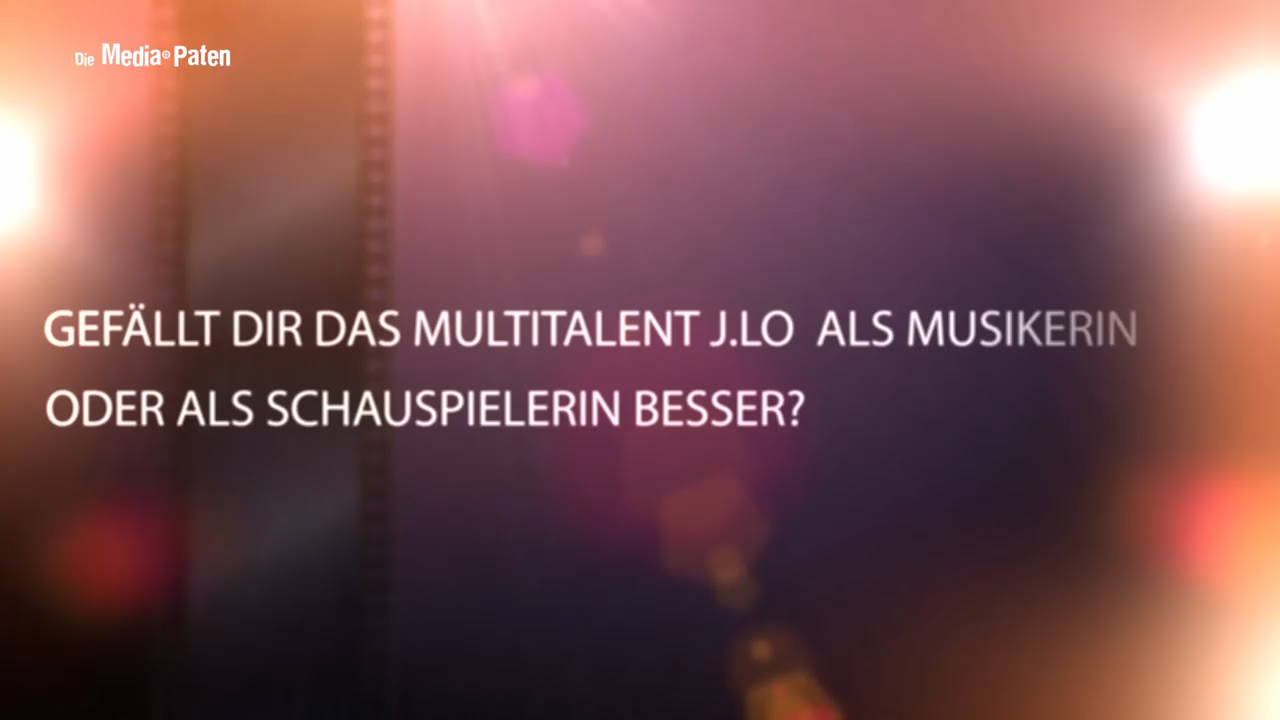 Die Media Paten
GEFÄLLT DIR DAS MULTITALENT J.LO ALS MUSIKERIN
ODER ALS SCHAUSPIELERIN BESSER?